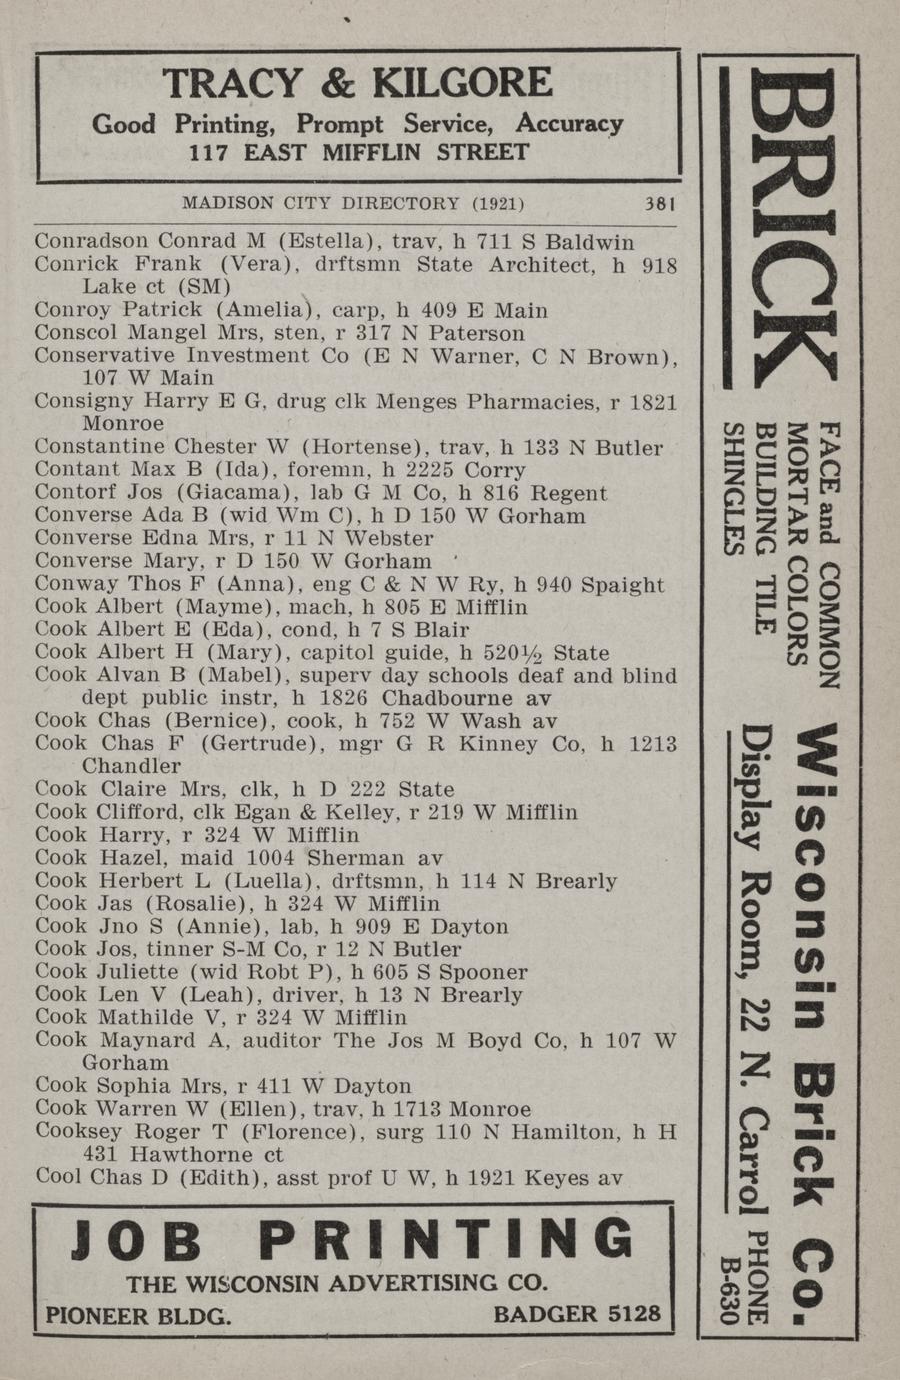 TRACY & KILGORE
Good Printing, Prompt Service, Accuracy
117 EAST MIFFLIN STREET
MADISON CITY DIRECTORY (1921) 381
Conradson Conrad M (Estella), trav, h 711 S Baldwin
Conrick Frank (Vera), drftsmn State Architect, h 918
Lake ct (SM)
Conroy Patrick (Amelia), carp, h 409 E Main
Conscol Mangel Mrs, sten, r 317 N Paterson
Conservative Investment Co (E N Warner, C N Brown),
107 W Main
Consigny Harry E G, drug clk Menges Pharmacies, r 1821
Monroe
Constantine Chester W (Hortense), trav, h 133 N Butler
Contant Max B (Ida), foremn, h 2225 Corry
Contorf Jos (Giacama), lab G M Co, h 816 Regent
Converse Ada B (wid Wm C), h D 150 W Gorham
Converse Edna Mrs, r 11 N Webster
Converse Mary, r D 150 W Gorham
Conway Thos F (Anna), eng C & N W Ry, h 940 Spaight
Cook Albert (Mayme), mach, h 805 E Mifflin
Cook Albert E (Eda), cond, h 7 S Blair
Cook Albert H (Mary), capitol guide, h 520½ State
Cook Alvan B (Mabel), superv day schools deaf and blind
dept public instr, h 1826 Chadbourne av
Cook Chas (Bernice), cook, h 752 W Wash av
Cook Chas F (Gertrude), mgr G R Kinney Co, h 1213
Chandler
Cook Claire Mrs, clk, h D 222 State
Cook Clifford, clk Egan & Kelley, r 219 W Mifflin
Cook Harry, r 324 W Mifflin
Cook Hazel, maid 1004 Sherman av
Cook Herbert L (Luella), drftsmn, h 114 N Brearly
Cook Jas (Rosalie), h 324 W Mifflin
Cook Jno S (Annie), lab, h 909 E Dayton
Cook Jos, tinner S-M Co, r 12 N Butler
Cook Juliette (wid Robt P), h 605 S Spooner
Cook Len V (Leah), driver, h 13 N Brearly
Cook Mathilde V, r 324 W Mifflin
Cook Maynard A, auditor The Jos M Boyd Co, h 107 W
Gorham
Cook Sophia Mrs, r 411 W Dayton
Cook Warren W (Ellen), trav, h 1713 Monroe
Cooksey Roger T (Florence), surg 110 N Hamilton, h H
431 Hawthorne ct
Cool Chas D (Edith), asst prof U W, h 1921 Keyes av
JOB PRINTING
THE WISCONSIN ADVERTISING CO.
PIONEER BLDG. BADGER 5128
BRICK
FACE and COMMON
MORTAR COLORS
BUILDING TILE
SHINGLES
Wisconsin Brick Co.
Display Room, 22 N. Carrol
PHONE
B-630